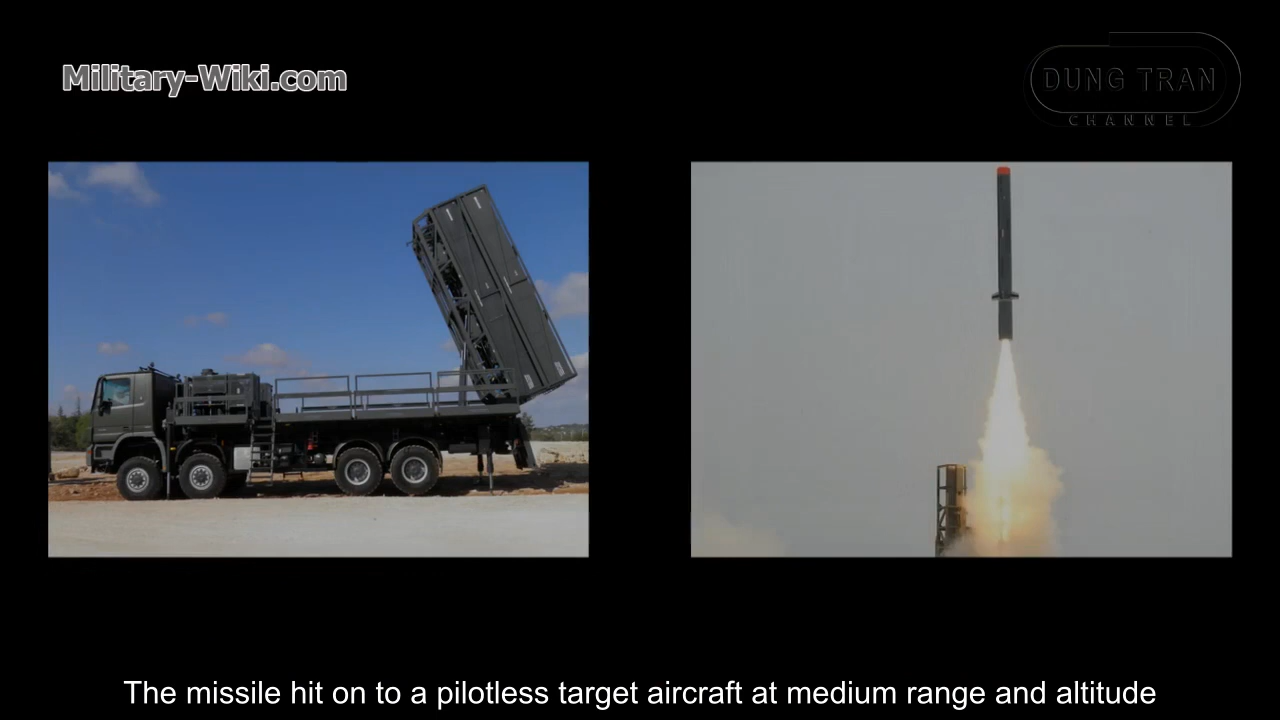 Military-Wiki.com
DUNG TRAN
CHANNEL
The missile hit on to a pilotless target aircraft at medium range and altitude